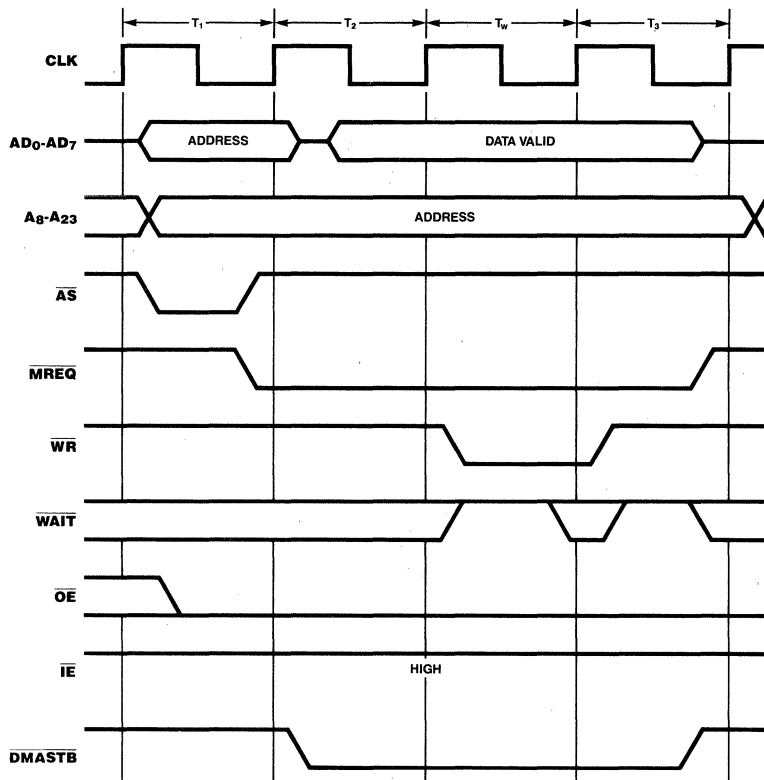 T1 T2 TW T3
CLK
AD0-AD7 ADDRESS DATA VALID
A8-A23 ADDRESS
AS
MREQ
WR
WAIT
OE
IE HIGH
DMASTB